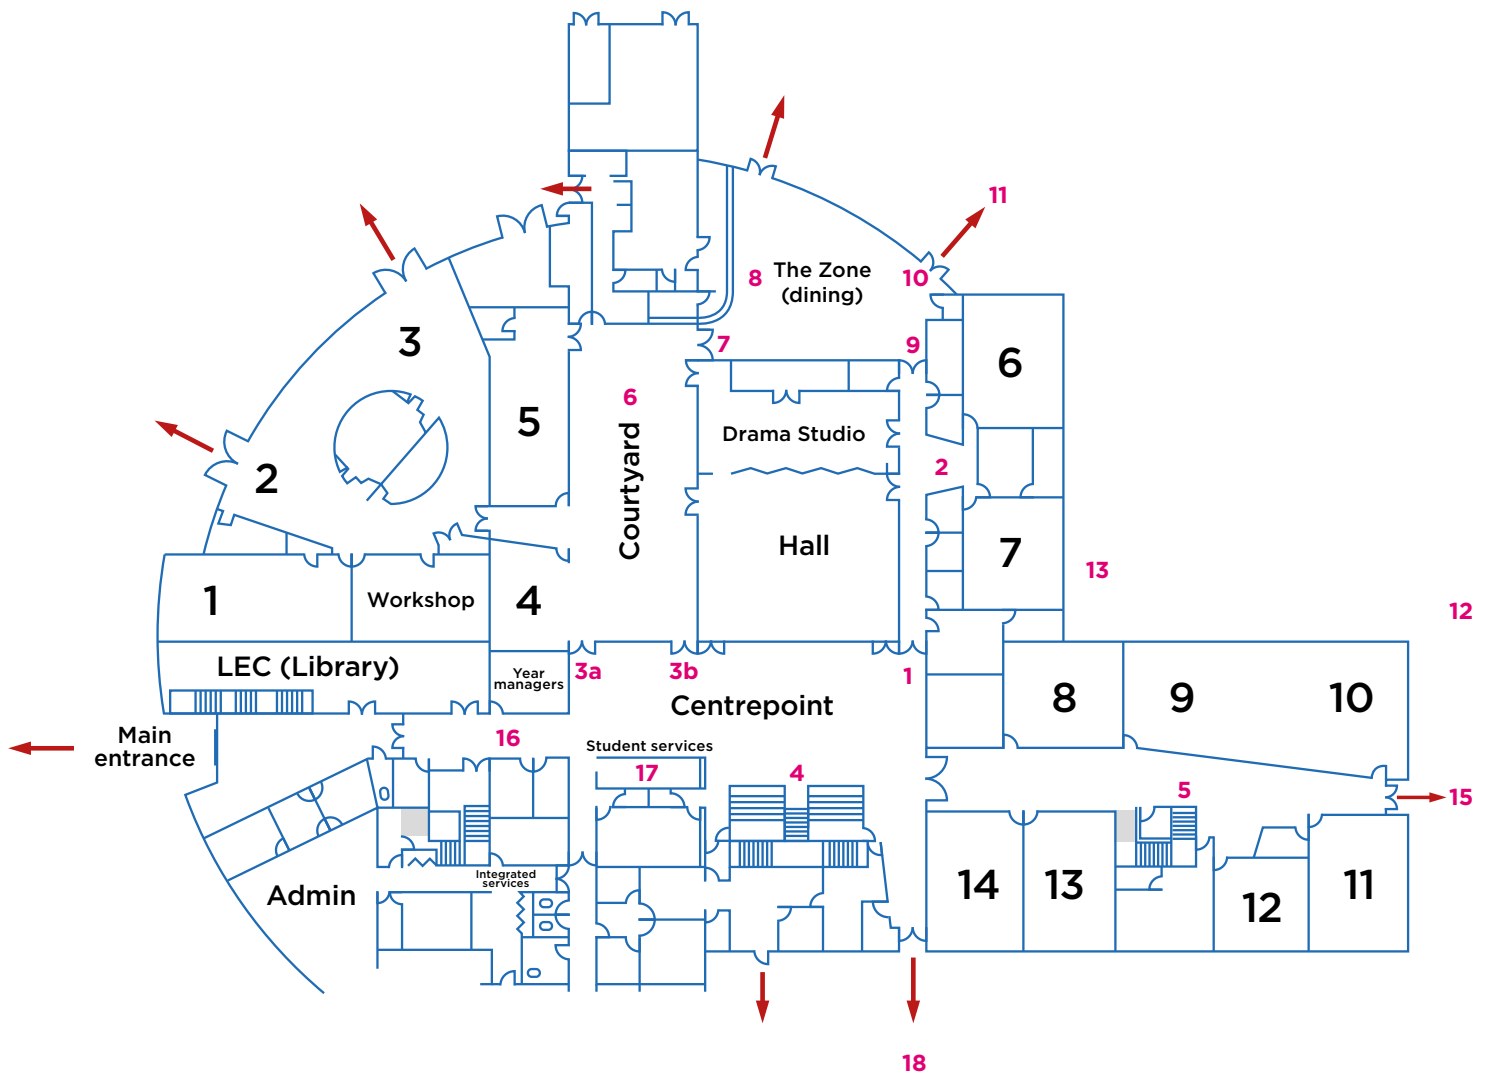 11
8
The Zone
(dining)
10
3
7
9
6
6
5
Courtyard
Drama Studio
2
2
Hall
7
13
1
Workshop
4
12
LEC (Library)
Year
managers
3a
3b
1
Centrepoint
8
9
10
Main
entrance
16
Student services
17
4
5
15
Admin
Integrated
services
14
13
12
11
18